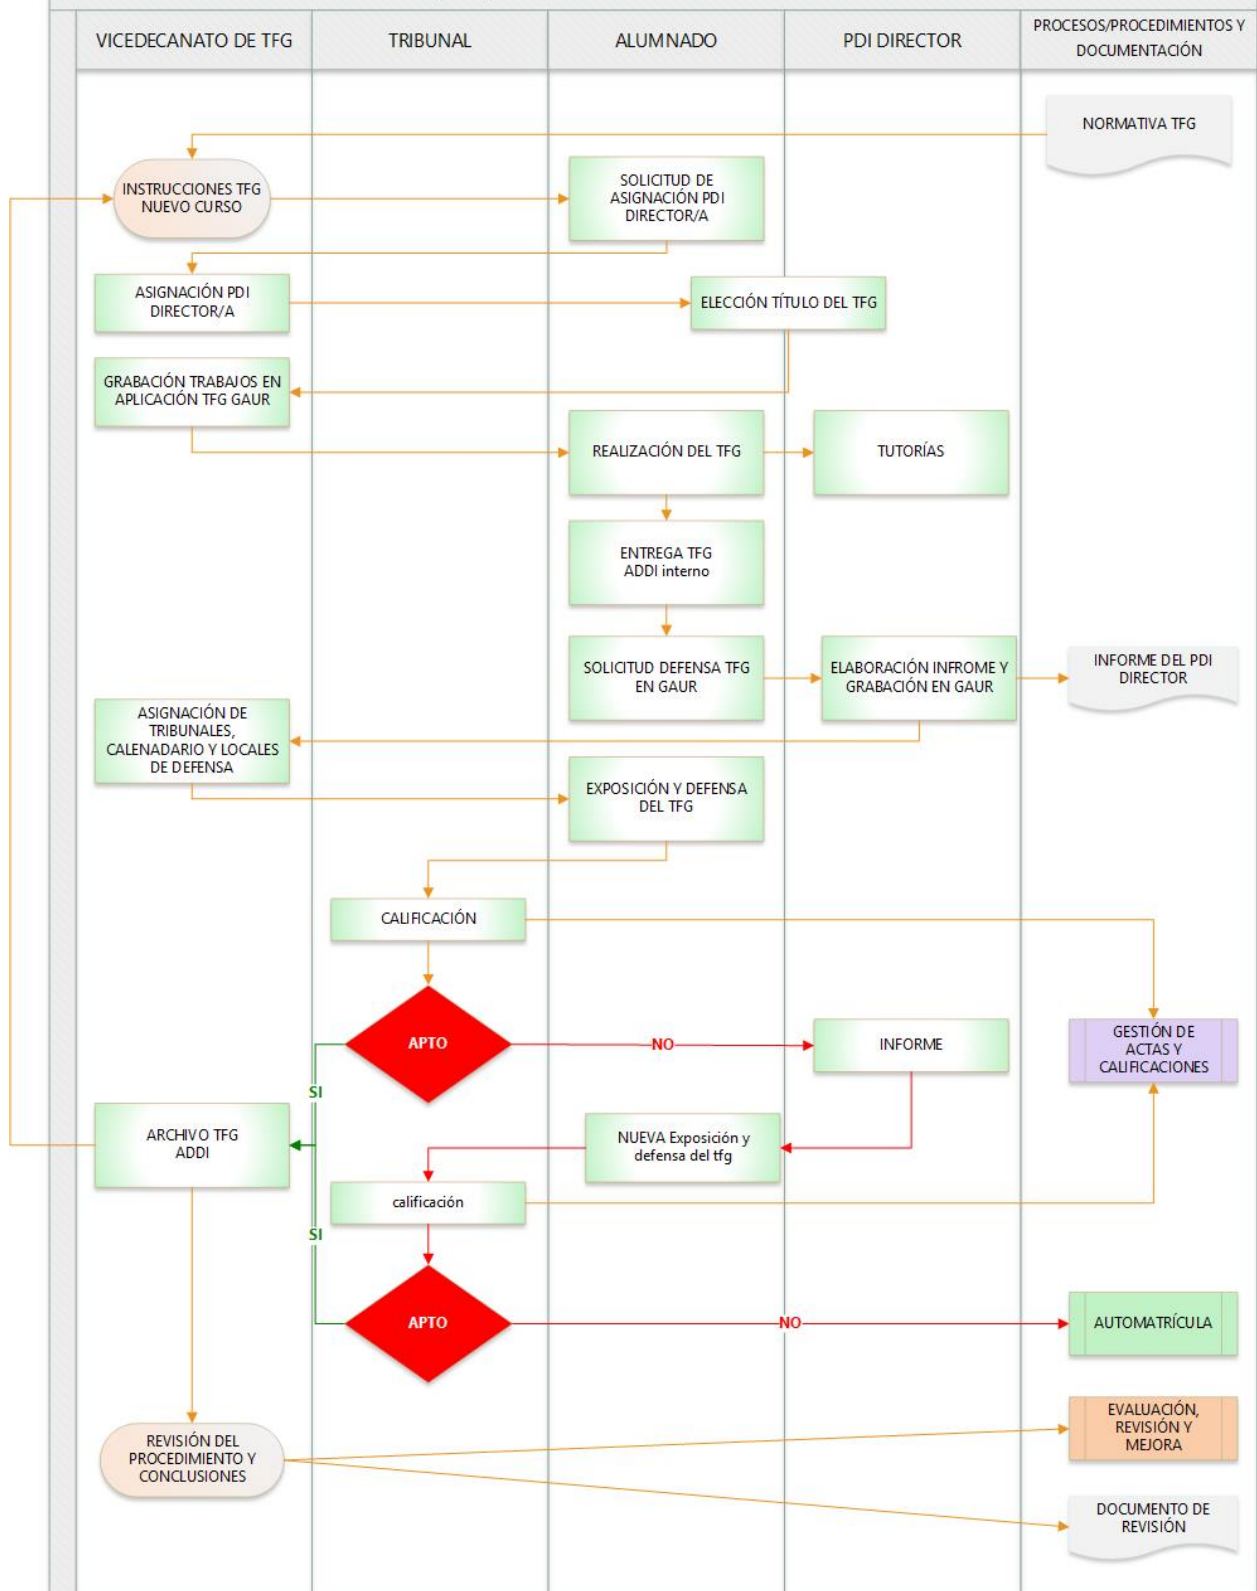 VICEDECANATO DE TFG
TRIBUNAL
ALUMNADO
PDI DIRECTOR
PROCESOS/PROCEDIMIENTOS Y
DOCUMENTACIÓN
NORMATIVA TFG
INSTRUCCIONES TFG
NUEVO CURSO
SOLICITUD DE
ASIGNACIÓN PDI
DIRECTOR/A
ASIGNACIÓN PDI
DIRECTOR/A
ELECCIÓN TÍTULO DEL TFG
GRABACIÓN TRABAJOS EN
APLICACIÓN TFG GAUR
REALIZACIÓN DEL TFG
TUTORÍAS
ENTREGA TFG
ADDI interno
SOLICITUD DEFENSA TFG
EN GAUR
ELABORACIÓN INFROME Y
GRABACIÓN EN GAUR
INFORME DEL PDI
DIRECTOR
ASIGNACIÓN DE
TRIBUNALES,
CALENADARIO Y LOCALES
DE DEFENSA
EXPOSICIÓN Y DEFENSA
DEL TFG
CALIFICACIÓN
APTO
NO
INFORME
GESTIÓN DE
ACTAS Y
CALIFICACIONES
SI
ARCHIVO TFG
ADDI
NUEVA Exposición y
defensa del tfg
calificación
SI
APTO
NO
AUTOMATRÍCULA
REVISIÓN DEL
PROCEDIMIENTO Y
CONCLUSIONES
EVALUACIÓN,
REVISIÓN Y
MEJORA
DOCUMENTO DE
REVISIÓN